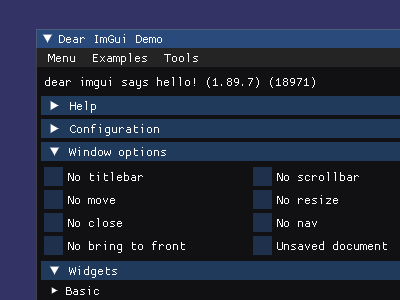 Dear ImGui Demo
Menu Examples Tools
dear imgui says hello! (1.89.7) (18971)
Help
Configuration
Window options
No titlebar No scrollbar
No move No resize
No close No nav
No bring to front Unsaved document
Widgets
Basic